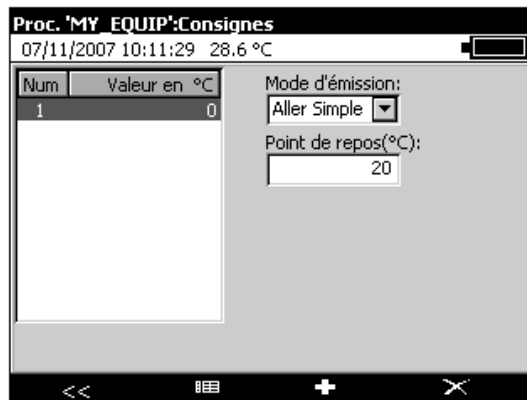 Proc. 'MY_EQUIP':Consignes
07/11/2007 10:11:29 28.6 °C
Num Valeur en °C
1 0
Mode d'émission:
Aller Simple
Point de repos(°C):
20
<<